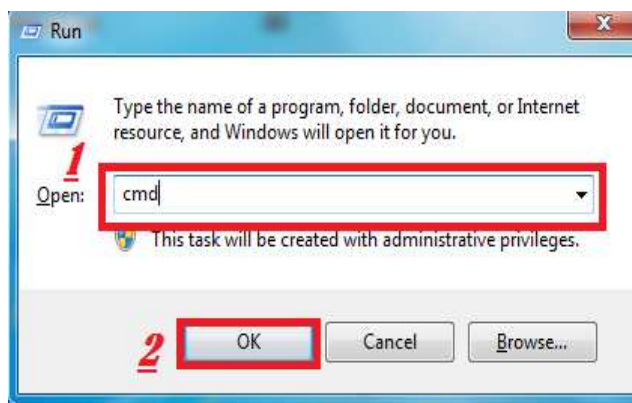 Run
X
Type the name of a program, folder, document, or Internet
resource, and Windows will open it for you.
1
Open: cmd
This task will be created with administrative privileges.
2
OK Cancel Browse...